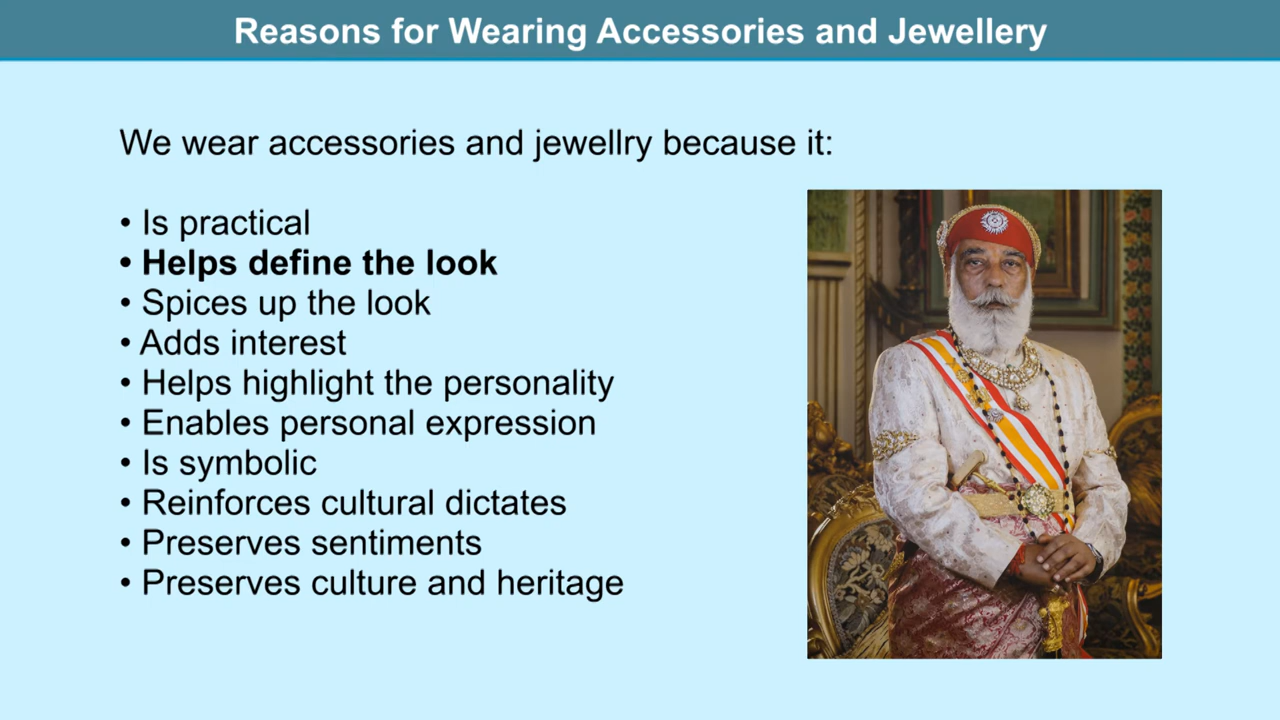 Reasons for Wearing Accessories and Jewellery
We wear accessories and jewellry because it:
• Is practical
• Helps define the look
• Spices up the look
• Adds interest
• Helps highlight the personality
• Enables personal expression
• Is symbolic
• Reinforces cultural dictates
• Preserves sentiments
• Preserves culture and heritage